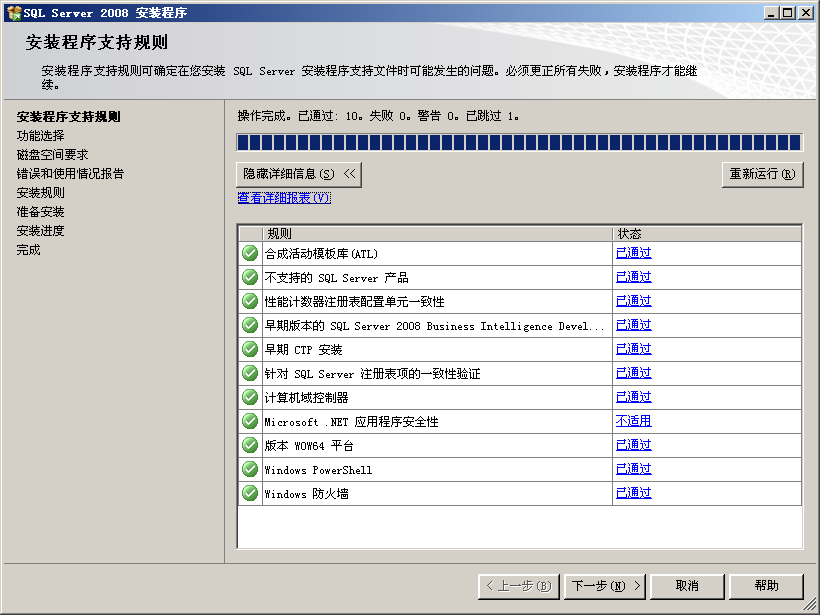 SQL Server 2008 安装程序
安装程序支持规则
安装程序支持规则可确定在您安装 SQL Server 安装程序支持文件时可能发生的问题。必须更正所有失败，安装程序才能继
续。
安装程序支持规则
功能选择
磁盘空间要求
错误和使用情况报告
安装规则
准备安装
安装进度
完成
操作完成。已通过: 10。失败 0。警告 0。已跳过 1。
隐藏详细信息(S) << 重新运行(R)
查看详细报表(V)
规则 状态
合成活动模板库(ATL) 已通过
不支持的 SQL Server 产品 已通过
性能计数器注册表配置单元一致性 已通过
早期版本的 SQL Server 2008 Business Intelligence Devel... 已通过
早期 CTP 安装 已通过
针对 SQL Server 注册表项的一致性验证 已通过
计算机域控制器 已通过
Microsoft .NET 应用程序安全性 不适用
版本 WOW64 平台 已通过
Windows PowerShell 已通过
Windows 防火墙 已通过
< 上一步(B) 下一步(N) > 取消 帮助